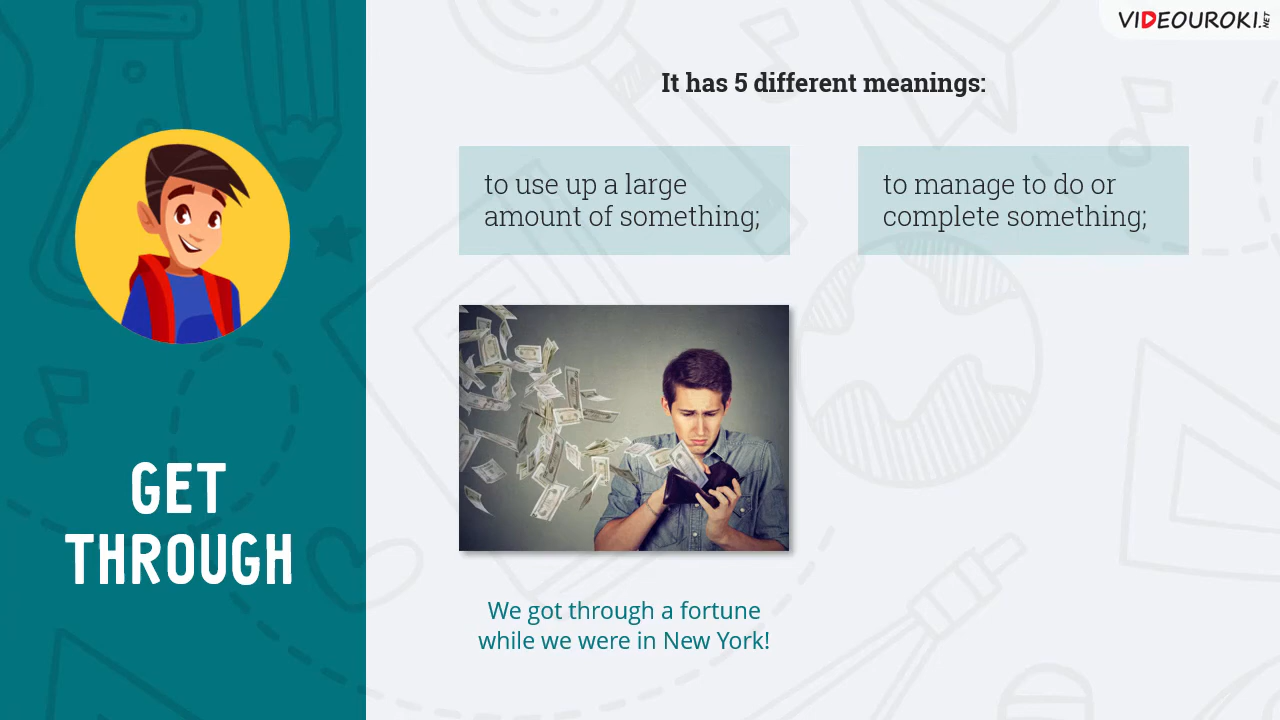 VIDEOUROKI.NET
It has 5 different meanings:
to use up a large
amount of something;
to manage to do or
complete something;
GET
THROUGH
We got through a fortune
while we were in New York!